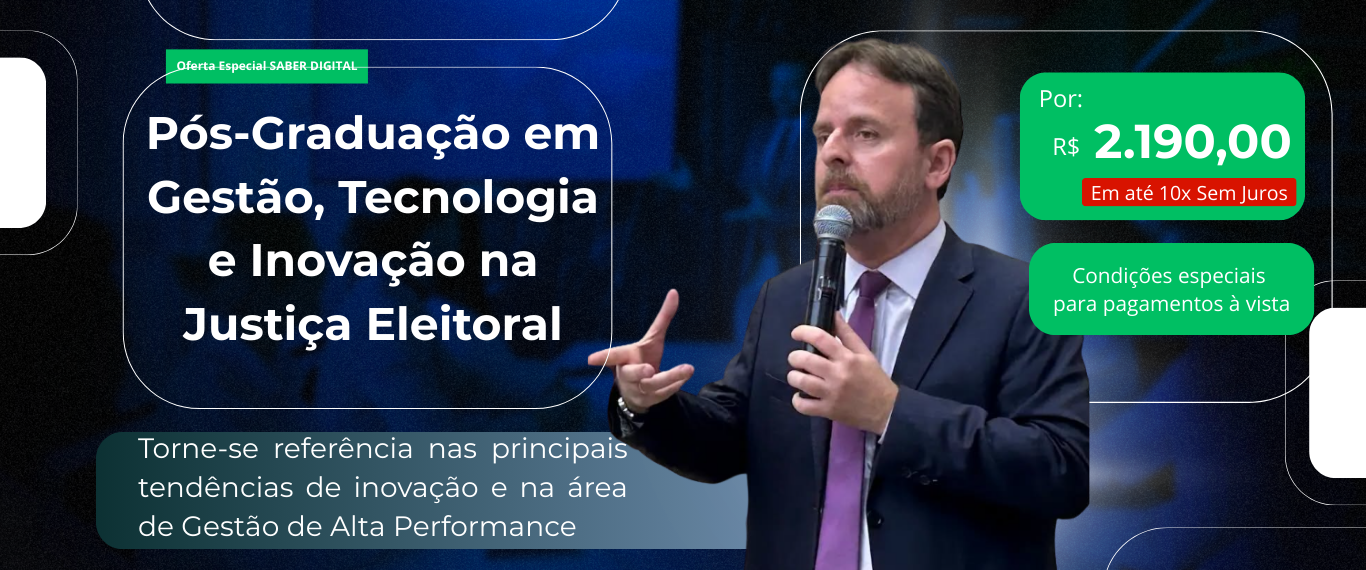 Oferta Especial SABER DIGITAL
Pós-Graduação em
Gestão, Tecnologia
e Inovação na
Justiça Eleitoral
Torne-se referência nas principais
tendências de inovação e na área
de Gestão de Alta Performance
Por:
R$ 2.190,00
Em até 10x Sem Juros
Condições especiais
para pagamentos à vista